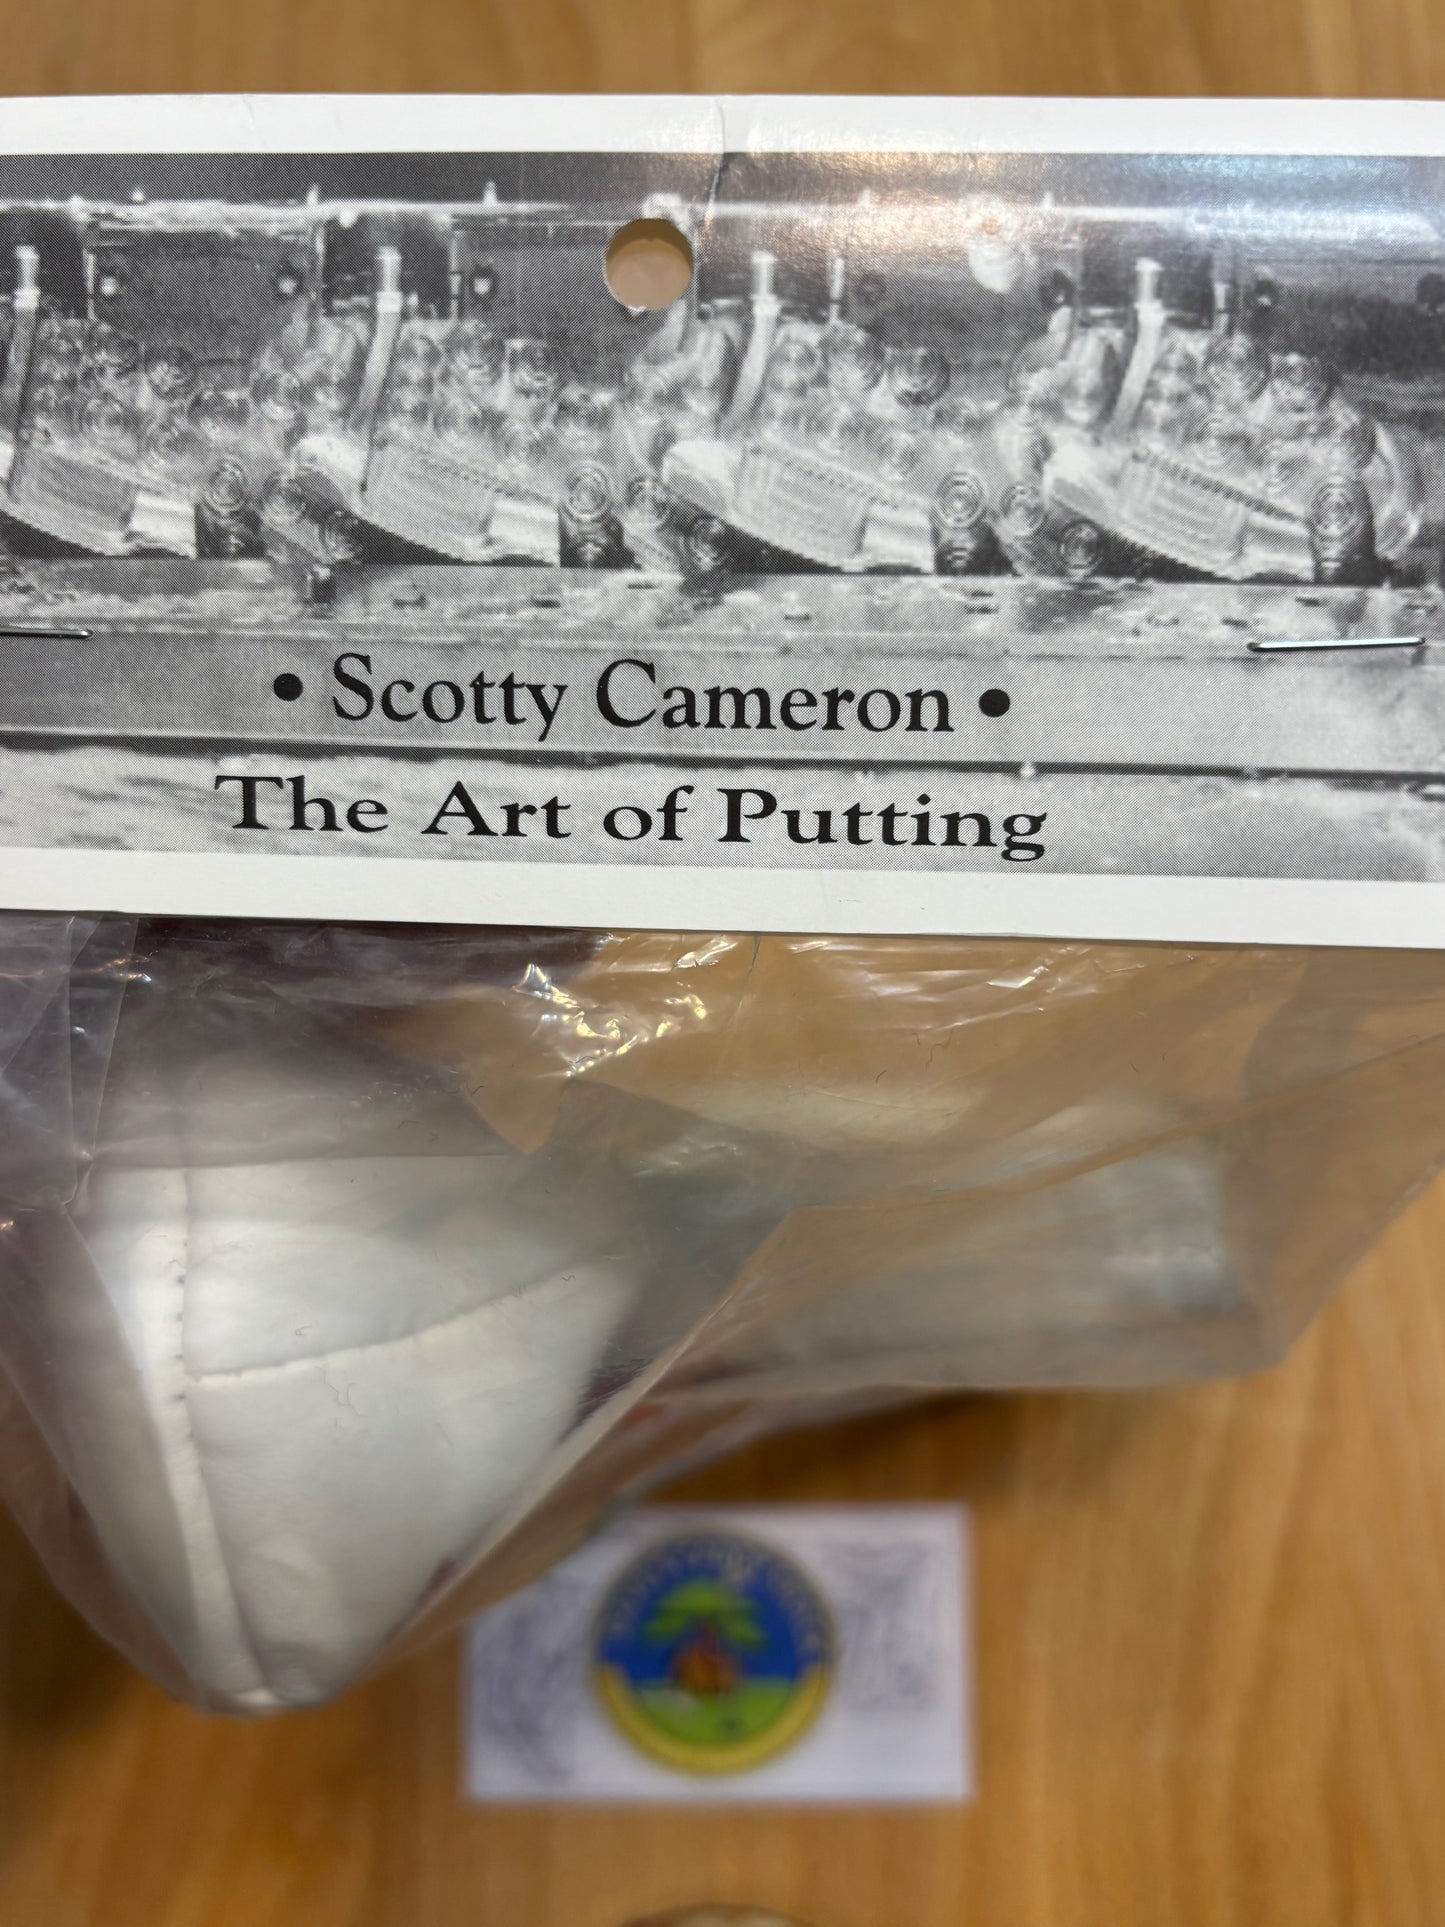 • Scotty Cameron •
The Art of Putting